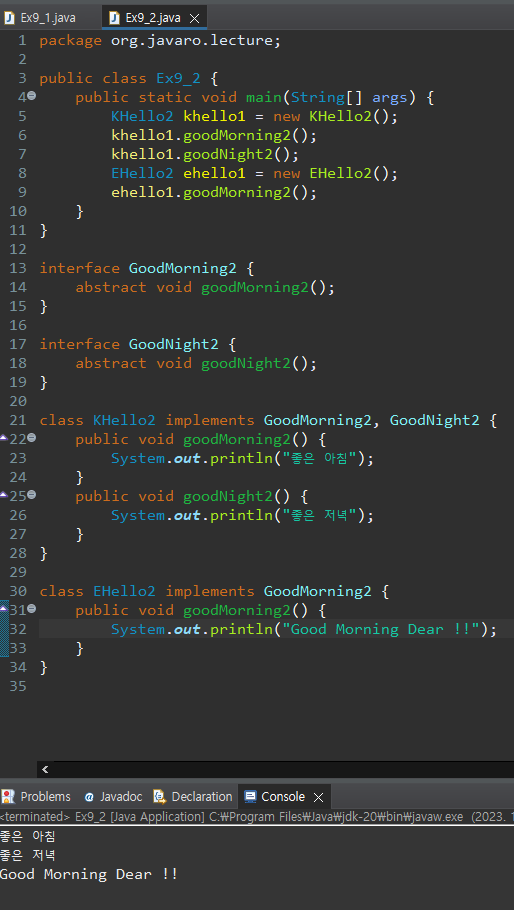 Ex9_1.java Ex9_2.java
1 package org.javaro.lecture;
2
3 public class Ex9_2 {
4 public static void main(String[] args) {
5 KHello2 khello1 = new KHello2();
6 khello1.goodMorning2();
7 khello1.goodNight2();
8 EHello2 ehello1 = new EHello2();
9 ehello1.goodMorning2();
10 }
11 }
12
13 interface GoodMorning2 {
14 abstract void goodMorning2();
15 }
16
17 interface GoodNight2 {
18 abstract void goodNight2();
19 }
20
21 class KHello2 implements GoodMorning2, GoodNight2 {
22 public void goodMorning2() {
23 System.out.println("좋은 아침");
24 }
25 public void goodNight2() {
26 System.out.println("좋은 저녁");
27 }
28 }
29
30 class EHello2 implements GoodMorning2 {
31 public void goodMorning2() {
32 System.out.println("Good Morning Dear !!");
33 }
34 }
35
Problems @ Javadoc Declaration Console
<terminated> Ex9_2 [Java Application] C:₩Program Files₩Java₩jdk-20₩bin₩javaw.exe (2023. 1
좋은 아침
좋은 저녁
Good Morning Dear !!